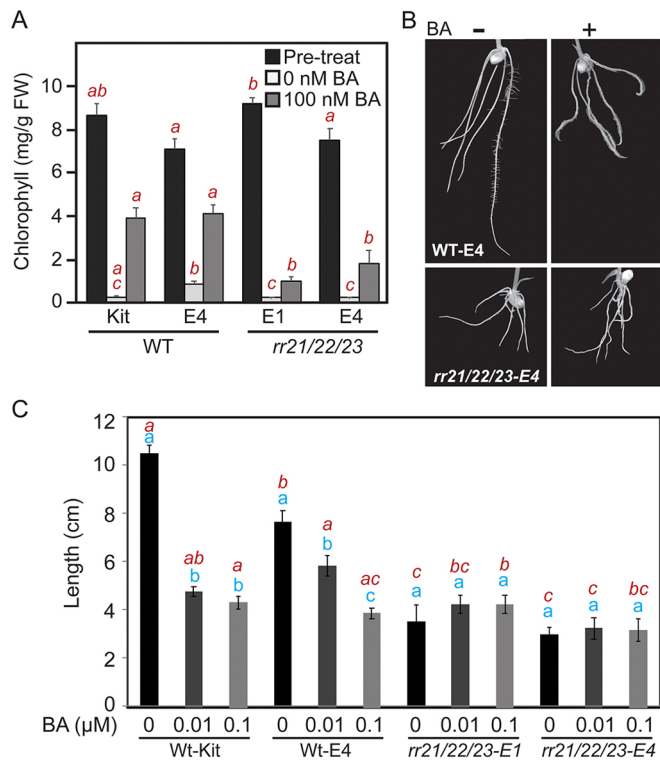 A
Chlorophyll (mg/g FW)
10
8
6
4
2
0
Pre-treat
0 nM BA
100 nM BA
ab
a
c
a
a
b
a
b
c
b
a
c
b
Kit
E4
E1
E4
WT
rr21/22/23
B
BA - +
WT-E4
rr21/22/23-E4
C
Length (cm)
12
10
8
6
4
2
0
a
a
ab
b
a
b
b
a
a
b
ac
c
c
a
bc
a
b
a
c
a
c
a
bc
a
BA (µM) 0 0.01 0.1 0 0.01 0.1 0 0.01 0.1 0 0.01 0.1
Wt-Kit Wt-E4 rr21/22/23-E1 rr21/22/23-E4